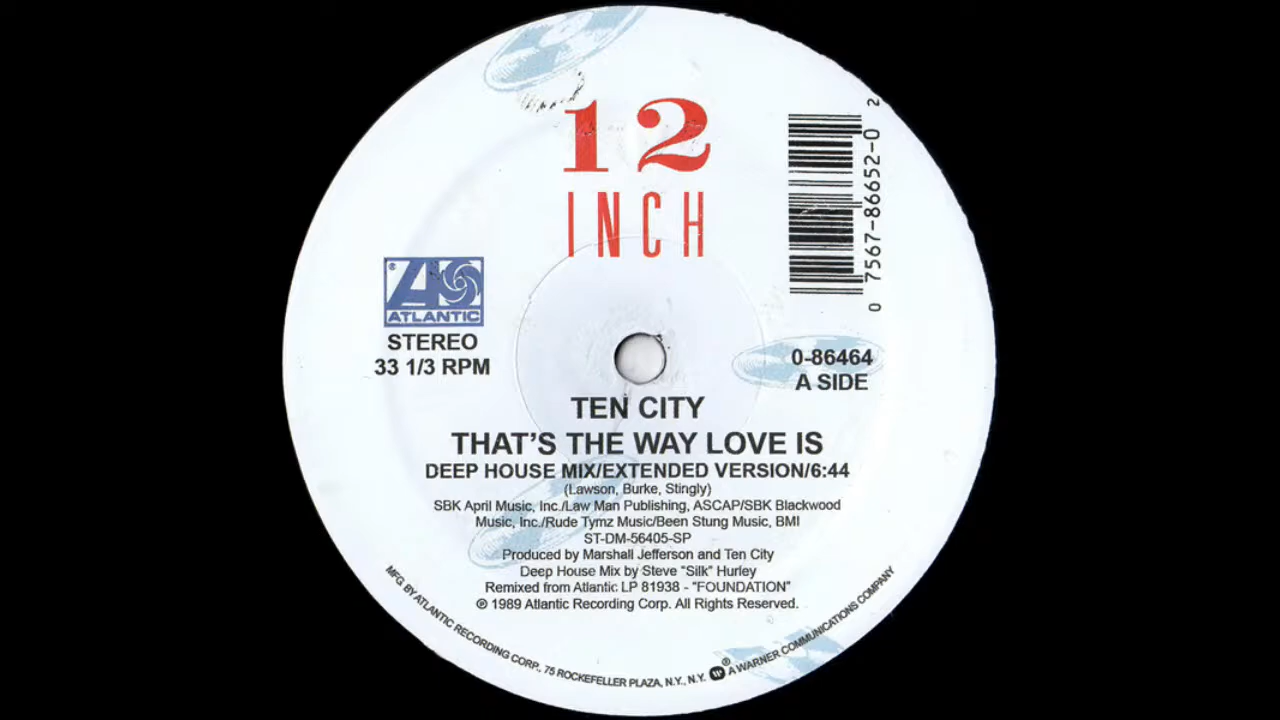 12
INCH
0 7567-86652-0 2
ATLANTIC
STEREO
33 1/3 RPM
0-86464
A SIDE
TEN CITY
THAT'S THE WAY LOVE IS
DEEP HOUSE MIX/EXTENDED VERSION/6:44
(Lawson, Burke, Stingly)
SBK April Music, Inc./Law Man Publishing, ASCAP/SBK Blackwood
Music, Inc./Rude Tymz Music/Been Stung Music, BMI
ST-DM-56405-SP
Produced by Marshall Jefferson and Ten City
Deep House Mix by Steve "Silk" Hurley
Remixed from Atlantic LP 81938 - "FOUNDATION"
℗ 1989 Atlantic Recording Corp. All Rights Reserved.
MFG. BY ATLANTIC RECORDING CORP., 75 ROCKEFELLER PLAZA, N.Y., N.Y. ® A WARNER COMMUNICATIONS COMPANY